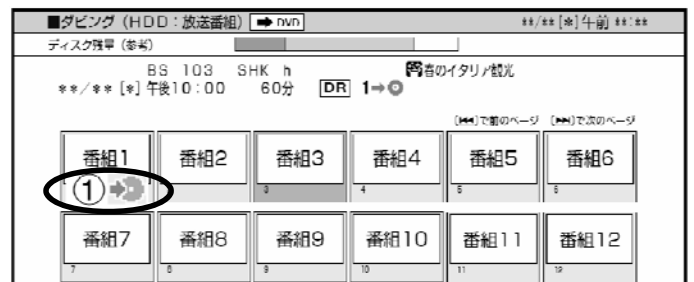 ■ダビング（HDD：放送番組） ➡ DVD **/** [*] 午前 **:**
ディスク残量（参考）
BS 103 SHK h 春のイタリア観光
**/** [*] 午後10:00 60分 DR 1→
〔⏮〕で前のページ 〔⏭〕で次のページ
番組1 番組2 番組3 番組4 番組5 番組6
① 3 4 5 6
番組7 番組8 番組9 番組10 番組11 番組12
7 8 9 10 11 12